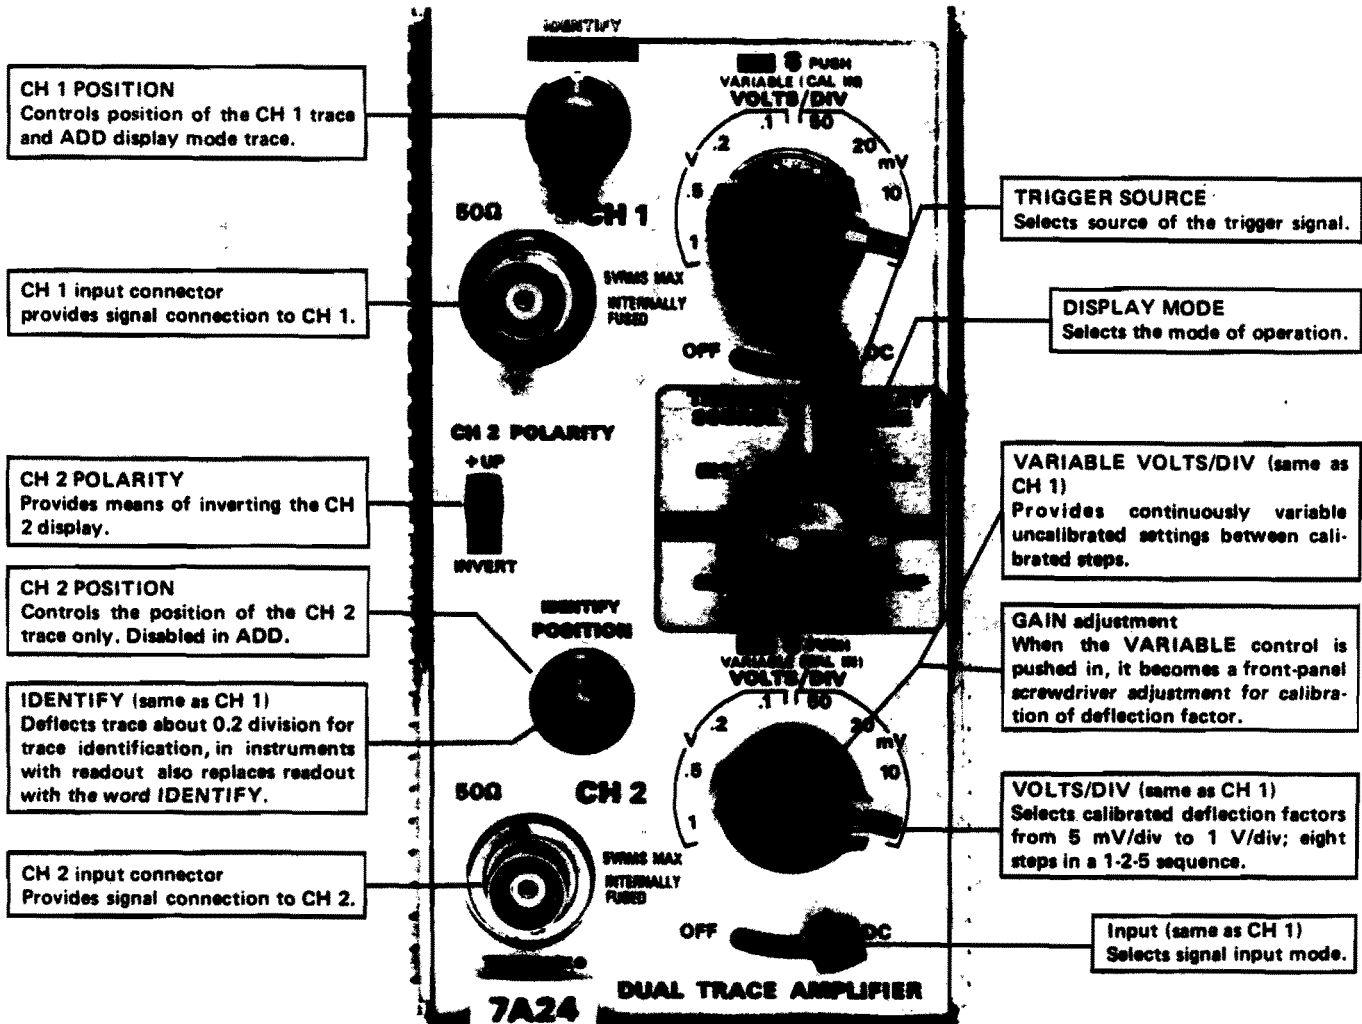 CH 1 POSITION
Controls position of the CH 1 trace
and ADD display mode trace.
CH 1 input connector
provides signal connection to CH 1.
CH 2 POLARITY
Provides means of inverting the CH
2 display.
CH 2 POSITION
Controls the position of the CH 2
trace only. Disabled in ADD.
IDENTIFY (same as CH 1)
Deflects trace about 0.2 division for
trace identification, in instruments
with readout also replaces readout
with the word IDENTIFY.
CH 2 input connector
Provides signal connection to CH 2.
IDENTIFY
PUSH
VARIABLE (CAL IN)
VOLTS/DIV
.1 50
.2 20
V mV
.5 10
1
50Ω CH 1
5VRMS MAX
INTERNALLY
FUSED
OFF DC
CH 2 POLARITY
+UP
INVERT
IDENTIFY
POSITION
PUSH
VARIABLE (CAL IN)
VOLTS/DIV
.1 50
.2 20
V mV
.5 10
1
50Ω CH 2
5VRMS MAX
INTERNALLY
FUSED
OFF DC
7A24 DUAL TRACE AMPLIFIER
TRIGGER SOURCE
Selects source of the trigger signal.
DISPLAY MODE
Selects the mode of operation.
VARIABLE VOLTS/DIV (same as
CH 1)
Provides continuously variable
uncalibrated settings between cali-
brated steps.
GAIN adjustment
When the VARIABLE control is
pushed in, it becomes a front-panel
screwdriver adjustment for calibra-
tion of deflection factor.
VOLTS/DIV (same as CH 1)
Selects calibrated deflection factors
from 5 mV/div to 1 V/div; eight
steps in a 1-2-5 sequence.
Input (same as CH 1)
Selects signal input mode.